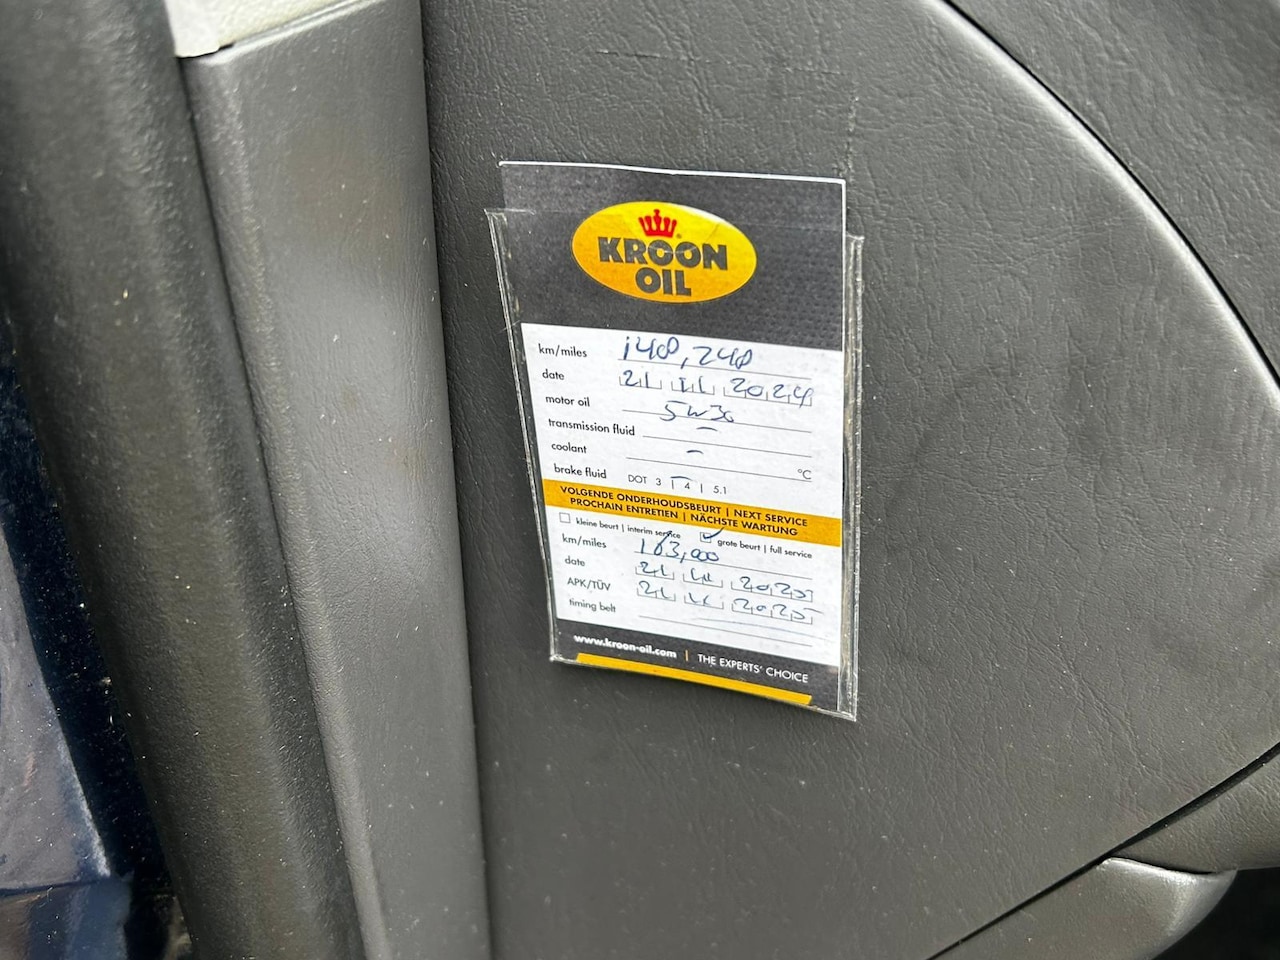 KROON
OIL
km/miles 148,248
date 21 11 2024
motor oil 5w30
transmission fluid –
coolant – °C
brake fluid DOT 3 | 4 | 5.1
VOLGENDE ONDERHOUDSBEURT | NEXT SERVICE
PROCHAIN ENTRETIEN | NÄCHSTE WARTUNG
kleine beurt | interim service grote beurt | full service
km/miles 163,000
date 21 11 2025
APK/TÜV 21 11 2025
timing belt
www.kroon-oil.com | THE EXPERTS' CHOICE